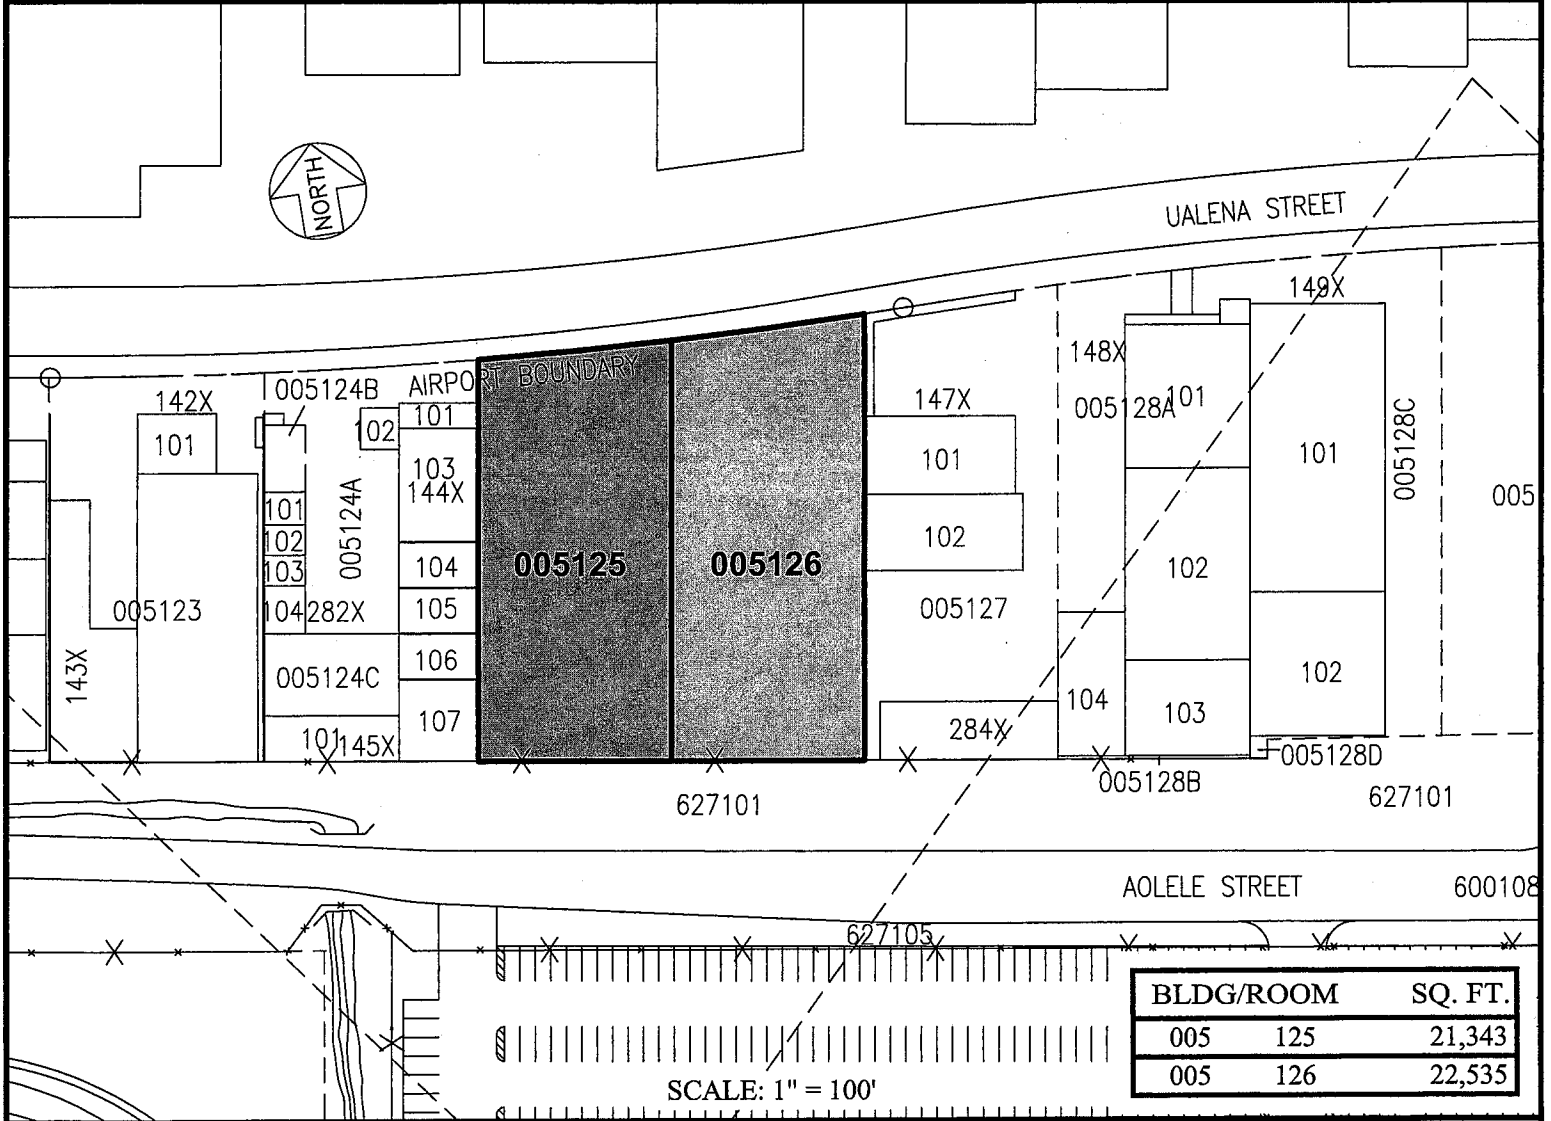 NORTH
UALENA STREET
149X
148X
005124B
AIRPORT BOUNDARY
142X
102
101
147X
005128A
101
101
101
005128C
103
144X
101
005
101
005124A
102
102
103
104
005125
005126
102
005123
104
282X
105
005127
143X
005124C
106
102
104
103
107
101
145X
284X
005128D
005128B
627101
627101
AOLELE STREET
600108
627105
BLDG/ROOM SQ. FT.
005 125 21,343
005 126 22,535
SCALE: 1" = 100'